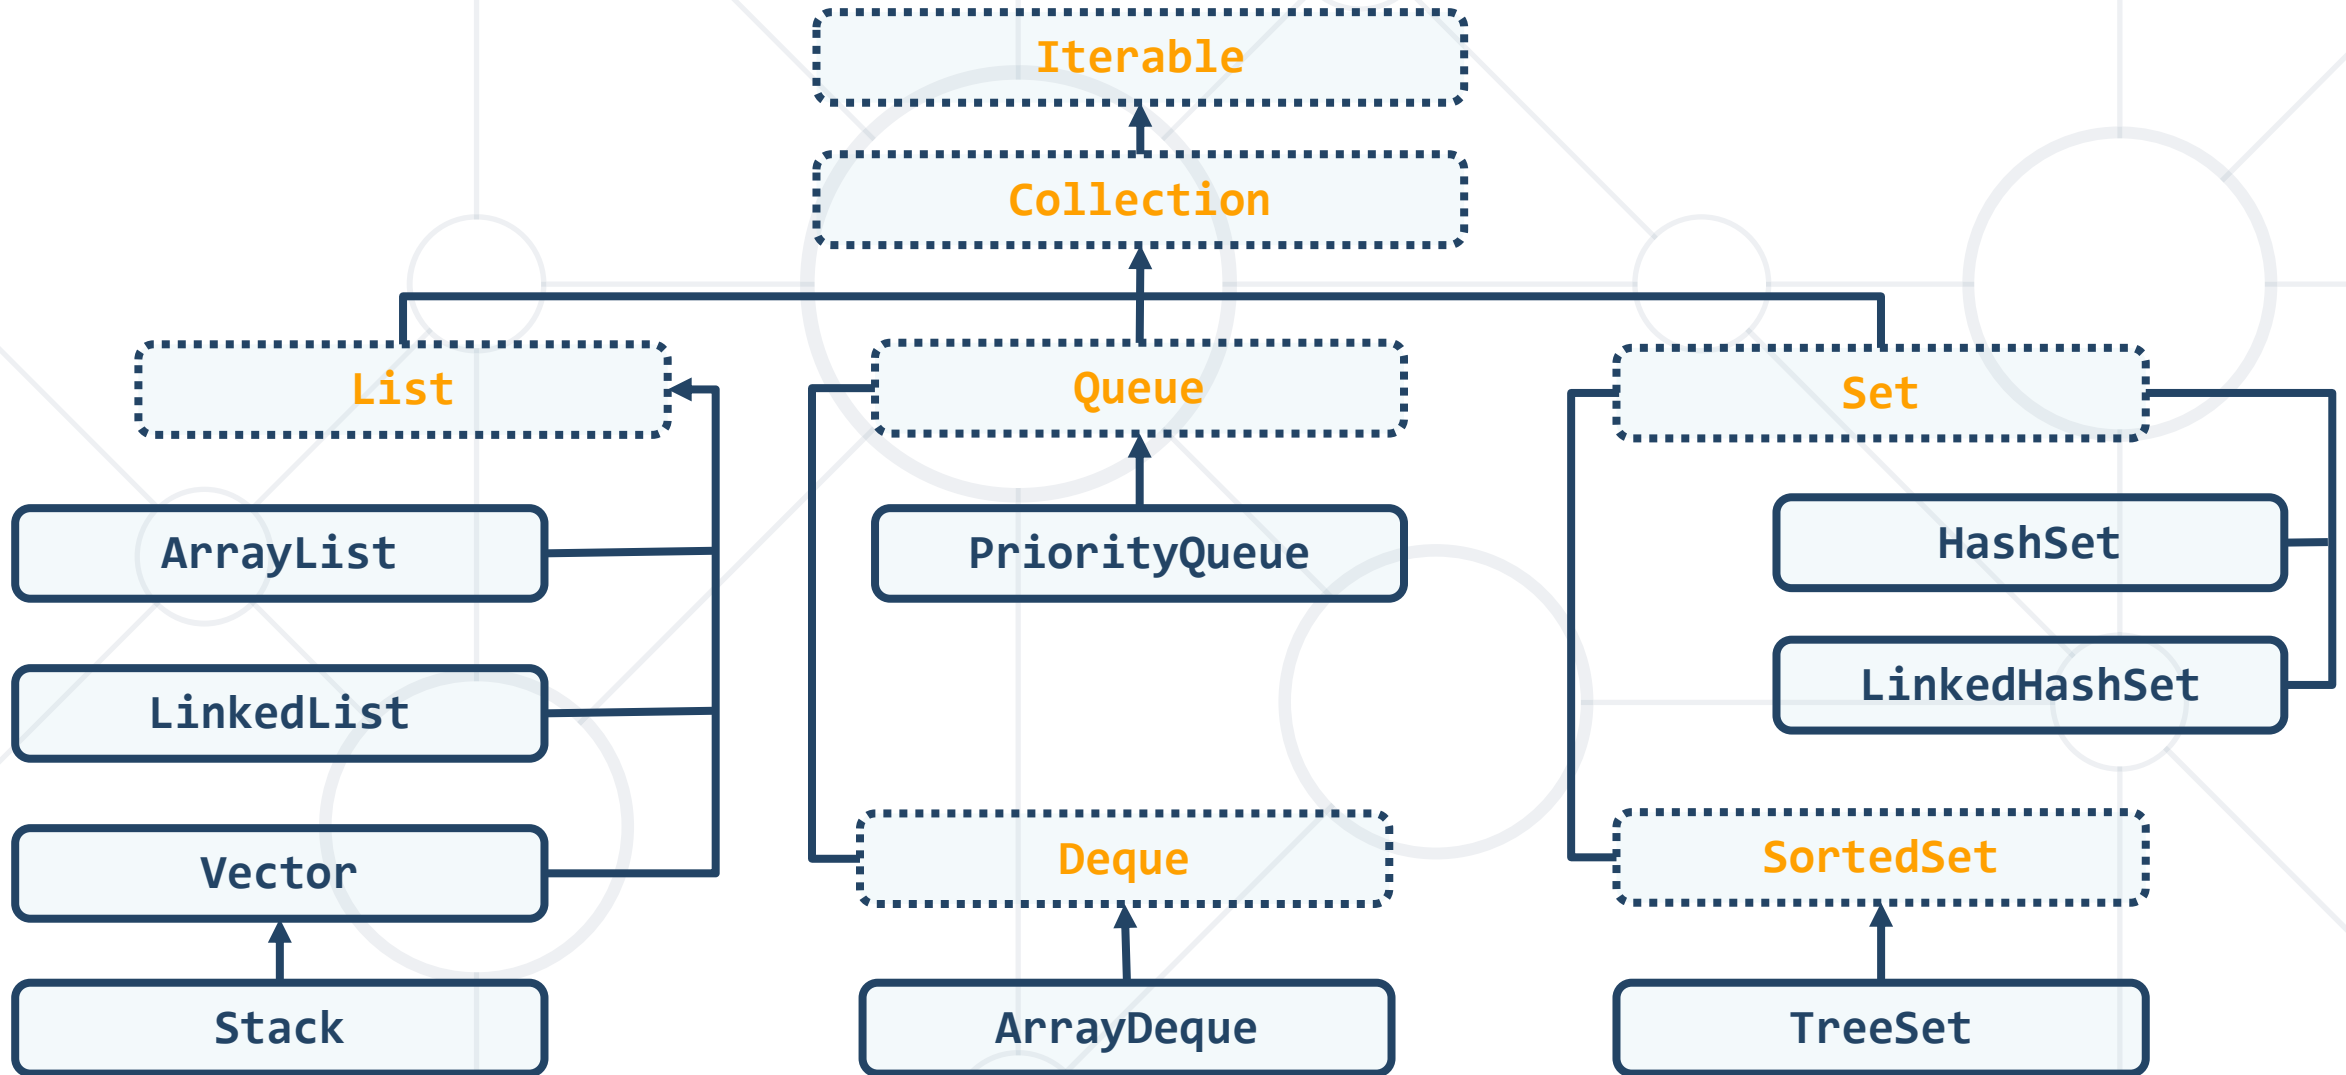 Iterable
Collection
List
Queue
Set
ArrayList
PriorityQueue
HashSet
LinkedList
LinkedHashSet
Vector
Deque
SortedSet
Stack
ArrayDeque
TreeSet